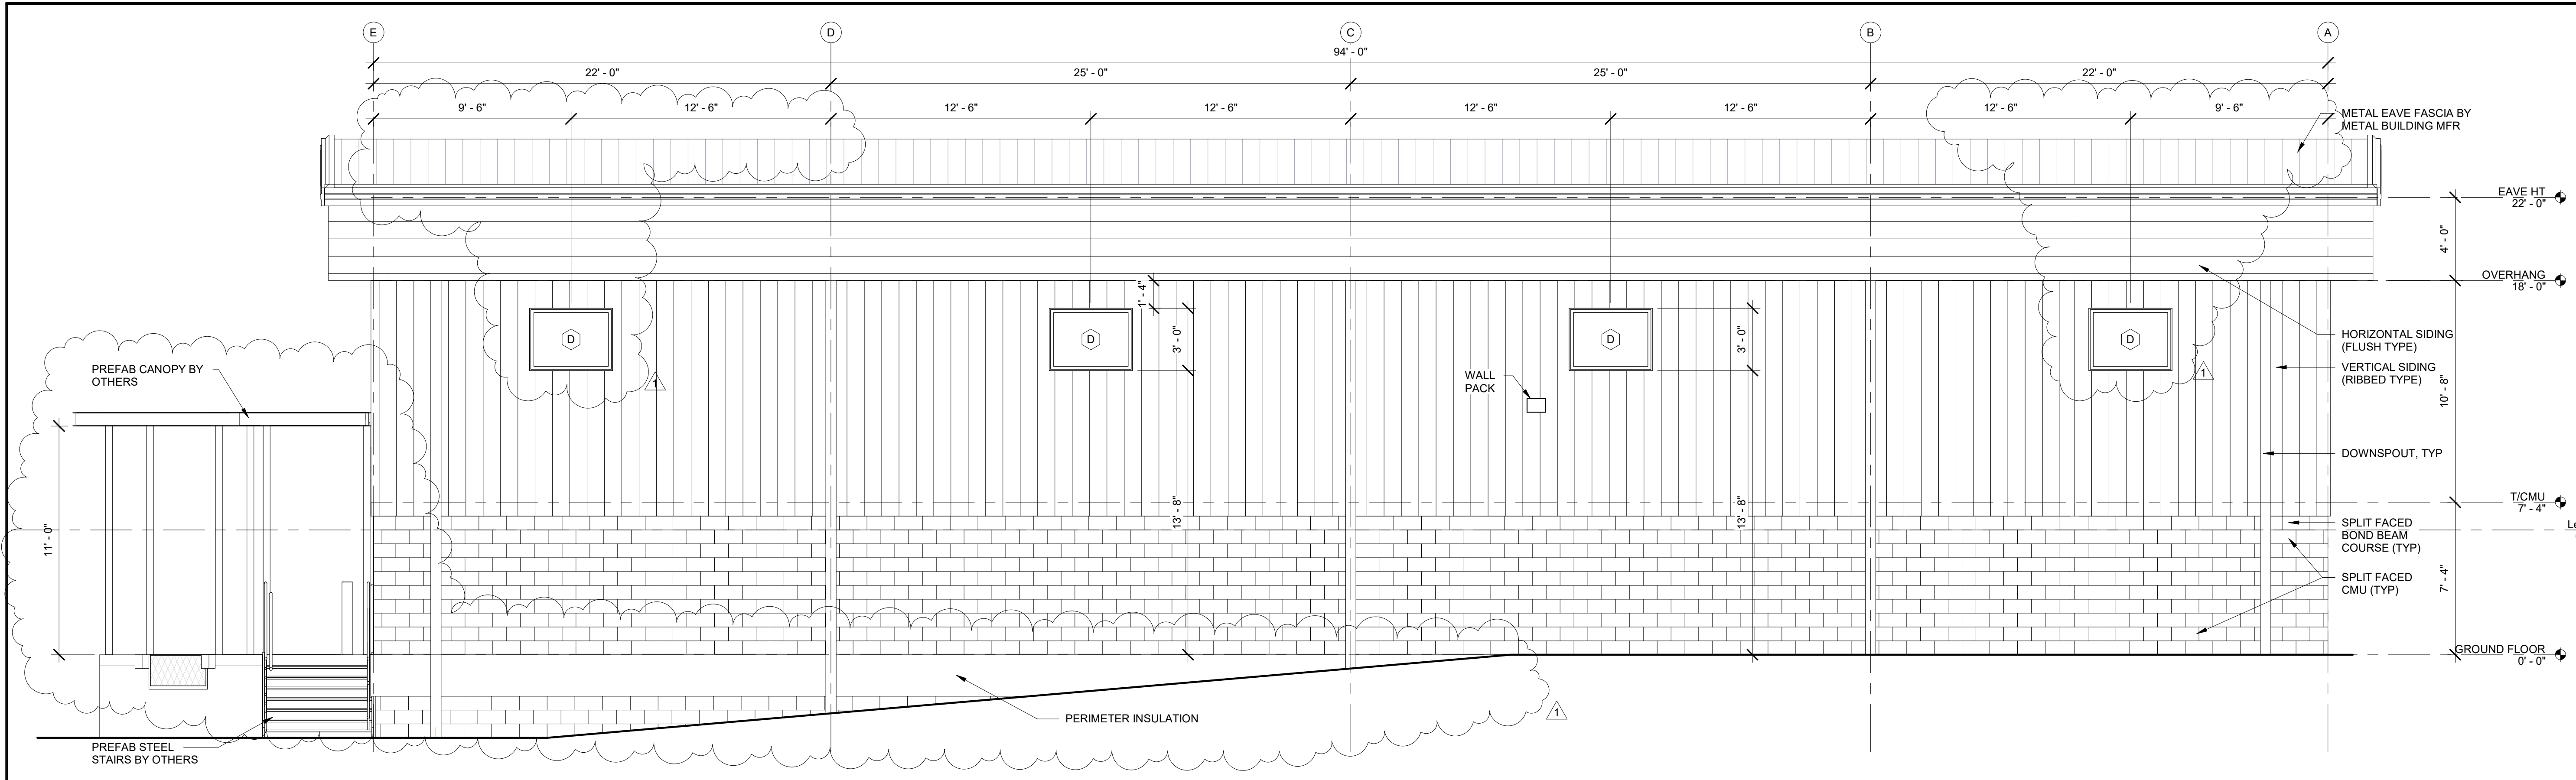 E
D
C
B
A
94' - 0"
22' - 0"
25' - 0"
25' - 0"
22' - 0"
9' - 6"
12' - 6"
12' - 6"
12' - 6"
12' - 6"
12' - 6"
12' - 6"
9' - 6"
METAL EAVE FASCIA BY
METAL BUILDING MFR
EAVE HT
22' - 0"
4' - 0"
OVERHANG
18' - 0"
1' - 4"
D
D
D
D
3' - 0"
3' - 0"
HORIZONTAL SIDING
(FLUSH TYPE)
VERTICAL SIDING
(RIBBED TYPE)
PREFAB CANOPY BY
OTHERS
WALL
PACK
1
1
10' - 8"
DOWNSPOUT, TYP
T/CMU
7' - 4"
13' - 8"
13' - 8"
11' - 0"
SPLIT FACED
BOND BEAM
COURSE (TYP)
SPLIT FACED
CMU (TYP)
7' - 4"
GROUND FLOOR
0' - 0"
PERIMETER INSULATION
1
PREFAB STEEL
STAIRS BY OTHERS